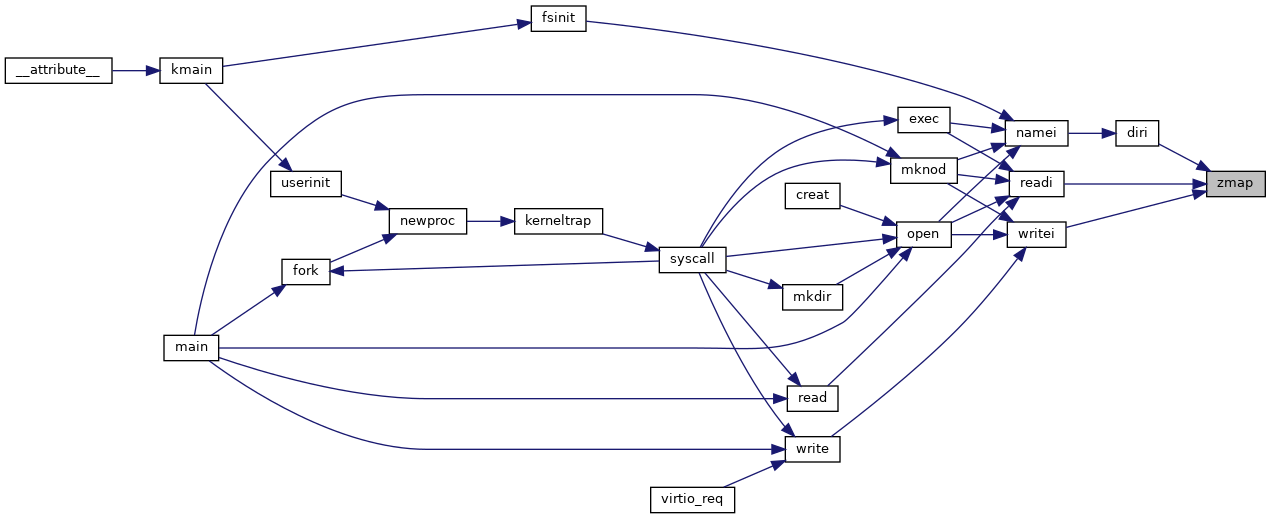 fsinit
__attribute__
kmain
exec
namei
diri
mknod
userinit
readi
zmap
creat
newproc
kerneltrap
open
writei
syscall
fork
mkdir
main
read
write
virtio_req